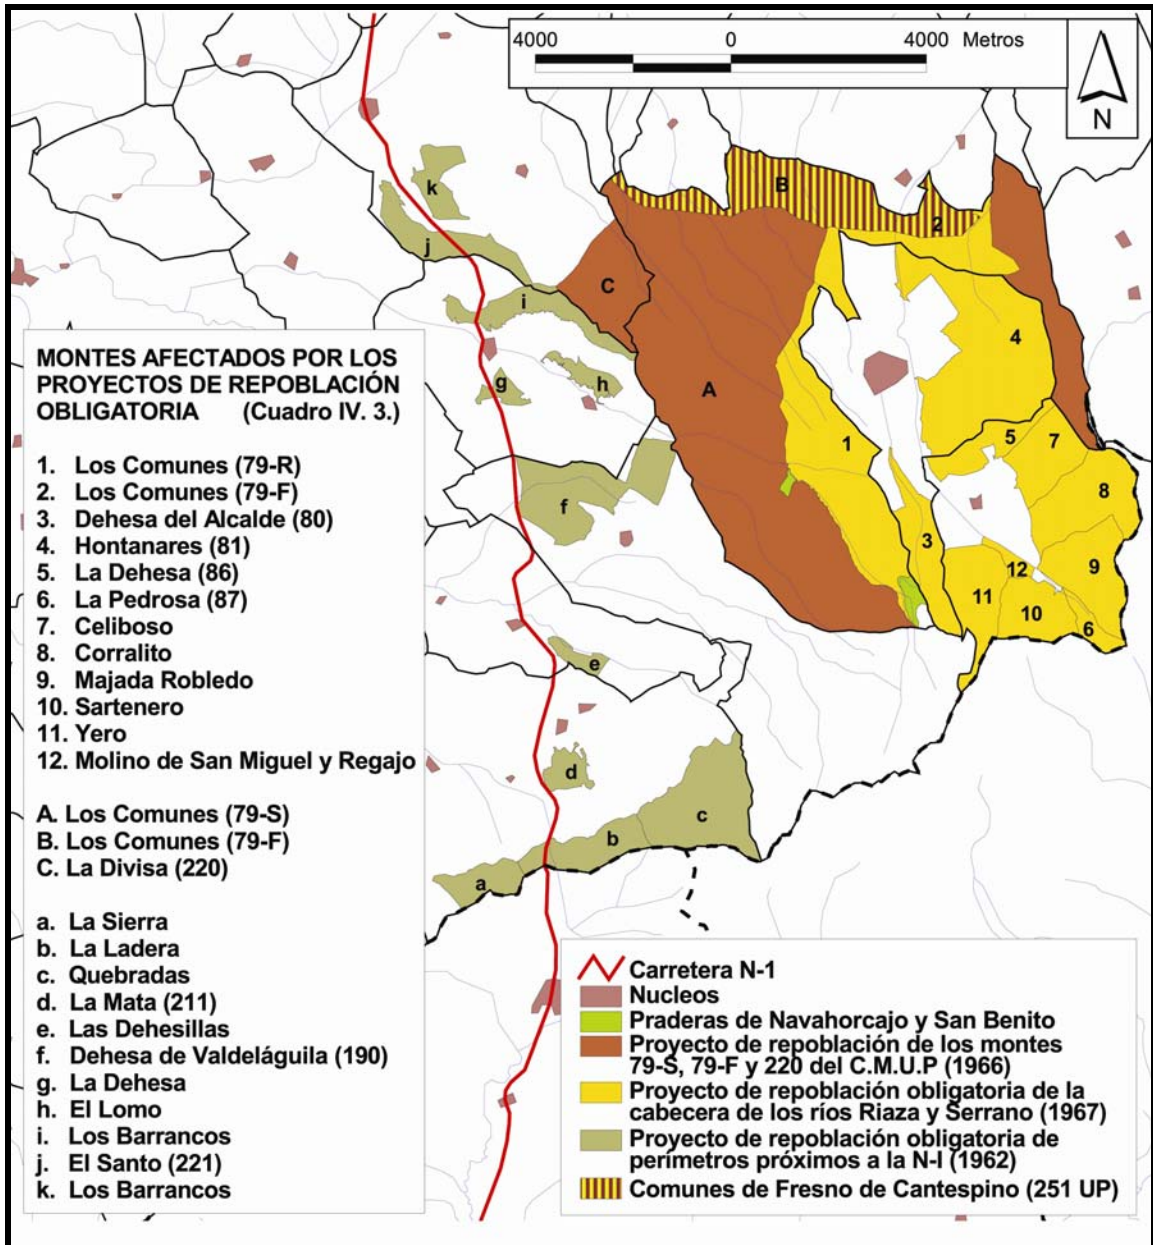 4000 0 4000 Metros
N
MONTES AFECTADOS POR LOS
PROYECTOS DE REPOBLACIÓN
OBLIGATORIA (Cuadro IV. 3.)
1. Los Comunes (79-R)
2. Los Comunes (79-F)
3. Dehesa del Alcalde (80)
4. Hontanares (81)
5. La Dehesa (86)
6. La Pedrosa (87)
7. Celiboso
8. Corralito
9. Majada Robledo
10. Sartenero
11. Yero
12. Molino de San Miguel y Regajo
A. Los Comunes (79-S)
B. Los Comunes (79-F)
C. La Divisa (220)
a. La Sierra
b. La Ladera
c. Quebradas
d. La Mata (211)
e. Las Dehesillas
f. Dehesa de Valdeláguila (190)
g. La Dehesa
h. El Lomo
i. Los Barrancos
j. El Santo (221)
k. Los Barrancos
k
B
2
j
C
i
4
h
g
A
1
5
7
f
8
3
12
9
11
10
6
e
d
c
b
a
Carretera N-1
Nucleos
Praderas de Navahorcajo y San Benito
Proyecto de repoblación de los montes
79-S, 79-F y 220 del C.M.U.P (1966)
Proyecto de repoblación obligatoria de la
cabecera de los ríos Riaza y Serrano (1967)
Proyecto de repoblación obligatoria de
perímetros próximos a la N-I (1962)
Comunes de Fresno de Cantespino (251 UP)